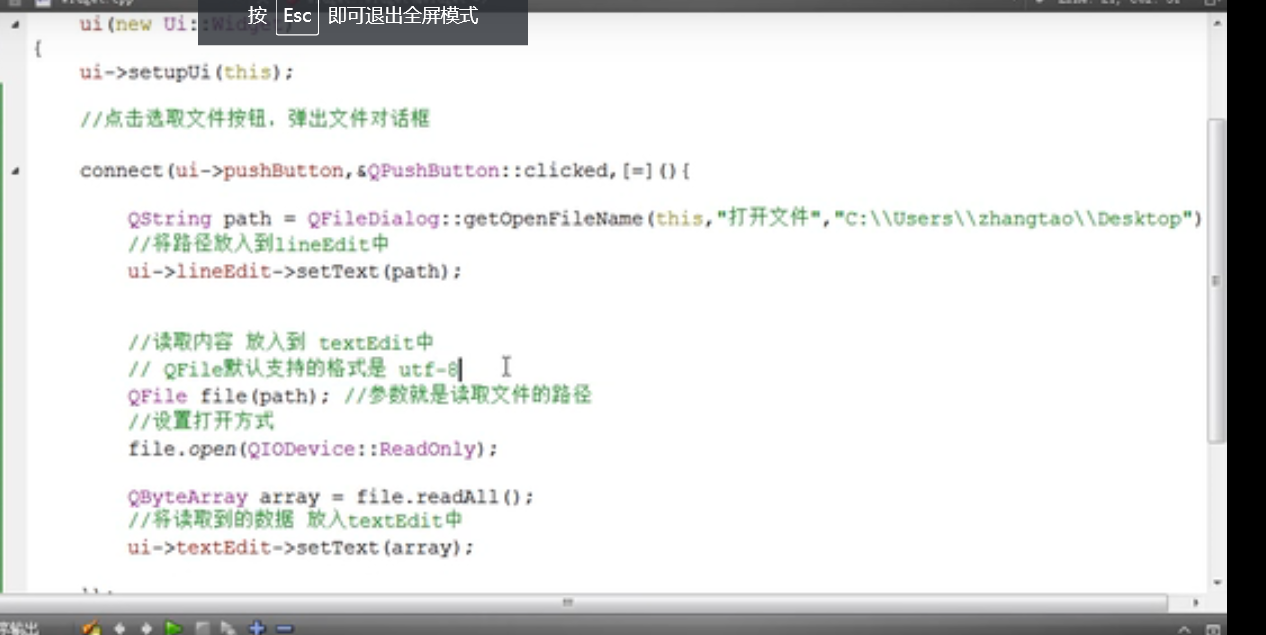 按 Esc 即可退出全屏模式
ui(new Ui::Widget)
{
ui->setupUi(this);
//点击选取文件按钮，弹出文件对话框
connect(ui->pushButton,&QPushButton::clicked,[=](){
QString path = QFileDialog::getOpenFileName(this,"打开文件","C:\\Users\\zhangtao\\Desktop")
//将路径放入到lineEdit中
ui->lineEdit->setText(path);
//读取内容 放入到 textEdit中
// QFile默认支持的格式是 utf-8
QFile file(path); //参数就是读取文件的路径
//设置打开方式
file.open(QIODevice::ReadOnly);
QByteArray array = file.readAll();
//将读取到的数据 放入textEdit中
ui->textEdit->setText(array);